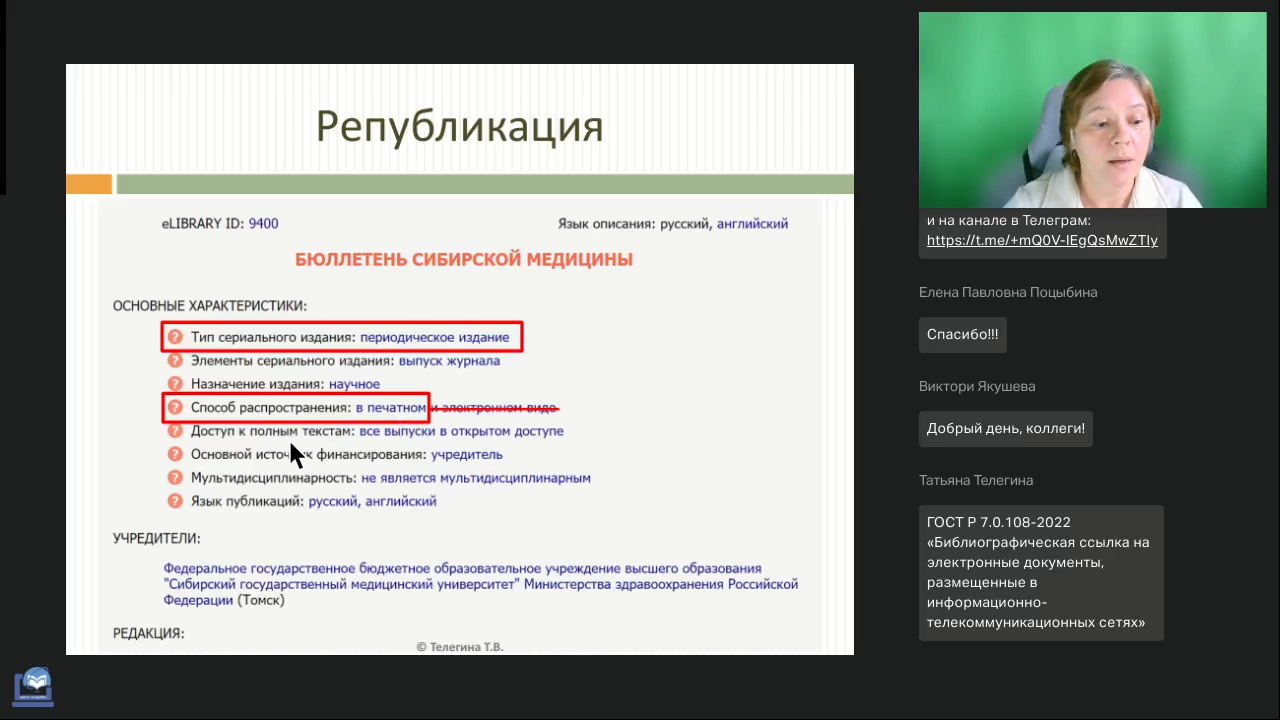 Републикация
eLIBRARY ID: 9400
Язык описания: русский, английский
БЮЛЛЕТЕНЬ СИБИРСКОЙ МЕДИЦИНЫ
ОСНОВНЫЕ ХАРАКТЕРИСТИКИ:
Тип сериального издания: периодическое издание
Элементы сериального издания: выпуск журнала
Назначение издания: научное
Способ распространения: в печатном и электронном виде
Доступ к полным текстам: все выпуски в открытом доступе
Основной источник финансирования: учредитель
Мультидисциплинарность: не является мультидисциплинарным
Язык публикаций: русский, английский
УЧРЕДИТЕЛИ:
Федеральное государственное бюджетное образовательное учреждение высшего образования
"Сибирский государственный медицинский университет" Министерства здравоохранения Российской
Федерации (Томск)
РЕДАКЦИЯ:
© Телегина Т.В.
и на канале в Телеграм:
https://t.me/+mQ0V-IEgQsMwZTIy
Елена Павловна Поцыбина
Спасибо!!!
Виктори Якушева
Добрый день, коллеги!
Татьяна Телегина
ГОСТ Р 7.0.108-2022
«Библиографическая ссылка на
электронные документы,
размещенные в
информационно-
телекоммуникационных сетях»